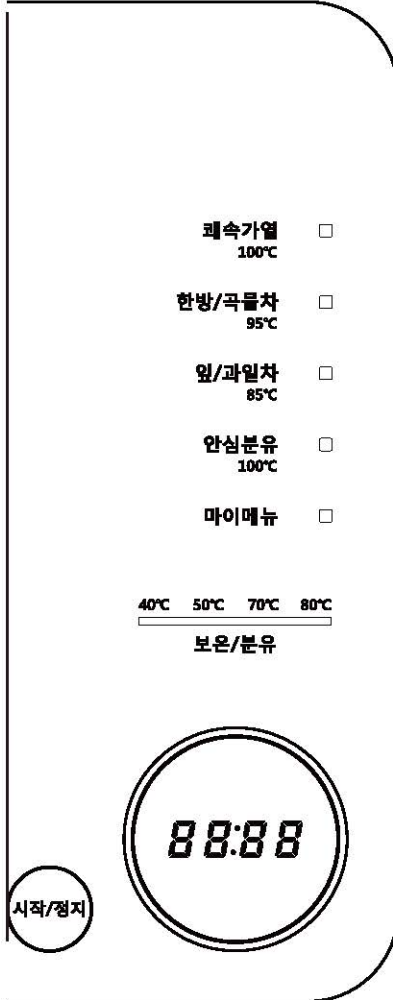 쾌속가열
100℃
한방/곡물차
95℃
잎/과일차
85℃
안심분유
100℃
마이메뉴
40℃ 50℃ 70℃ 80℃
보온/분유
88:88
시작/정지